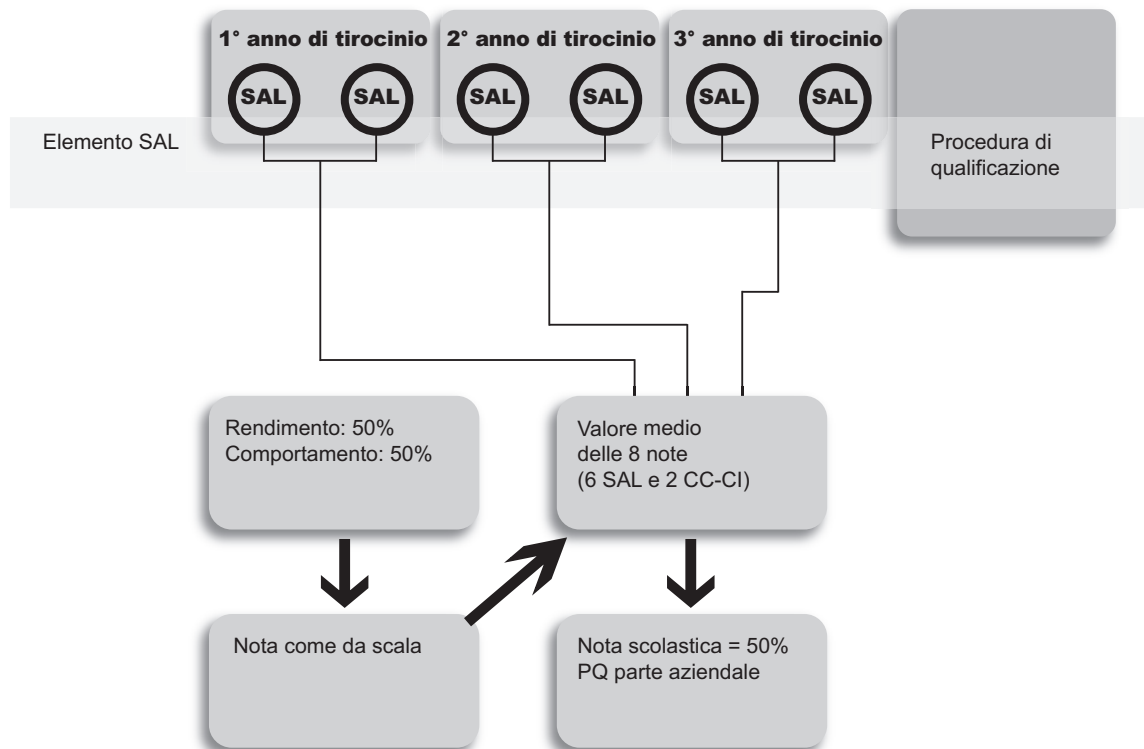 1° anno di tirocinio
2° anno di tirocinio
3° anno di tirocinio
SAL
SAL
SAL
SAL
SAL
SAL
Elemento SAL
Procedura di
qualificazione
Rendimento: 50%
Comportamento: 50%
Valore medio
delle 8 note
(6 SAL e 2 CC-CI)
Nota come da scala
Nota scolastica = 50%
PQ parte aziendale